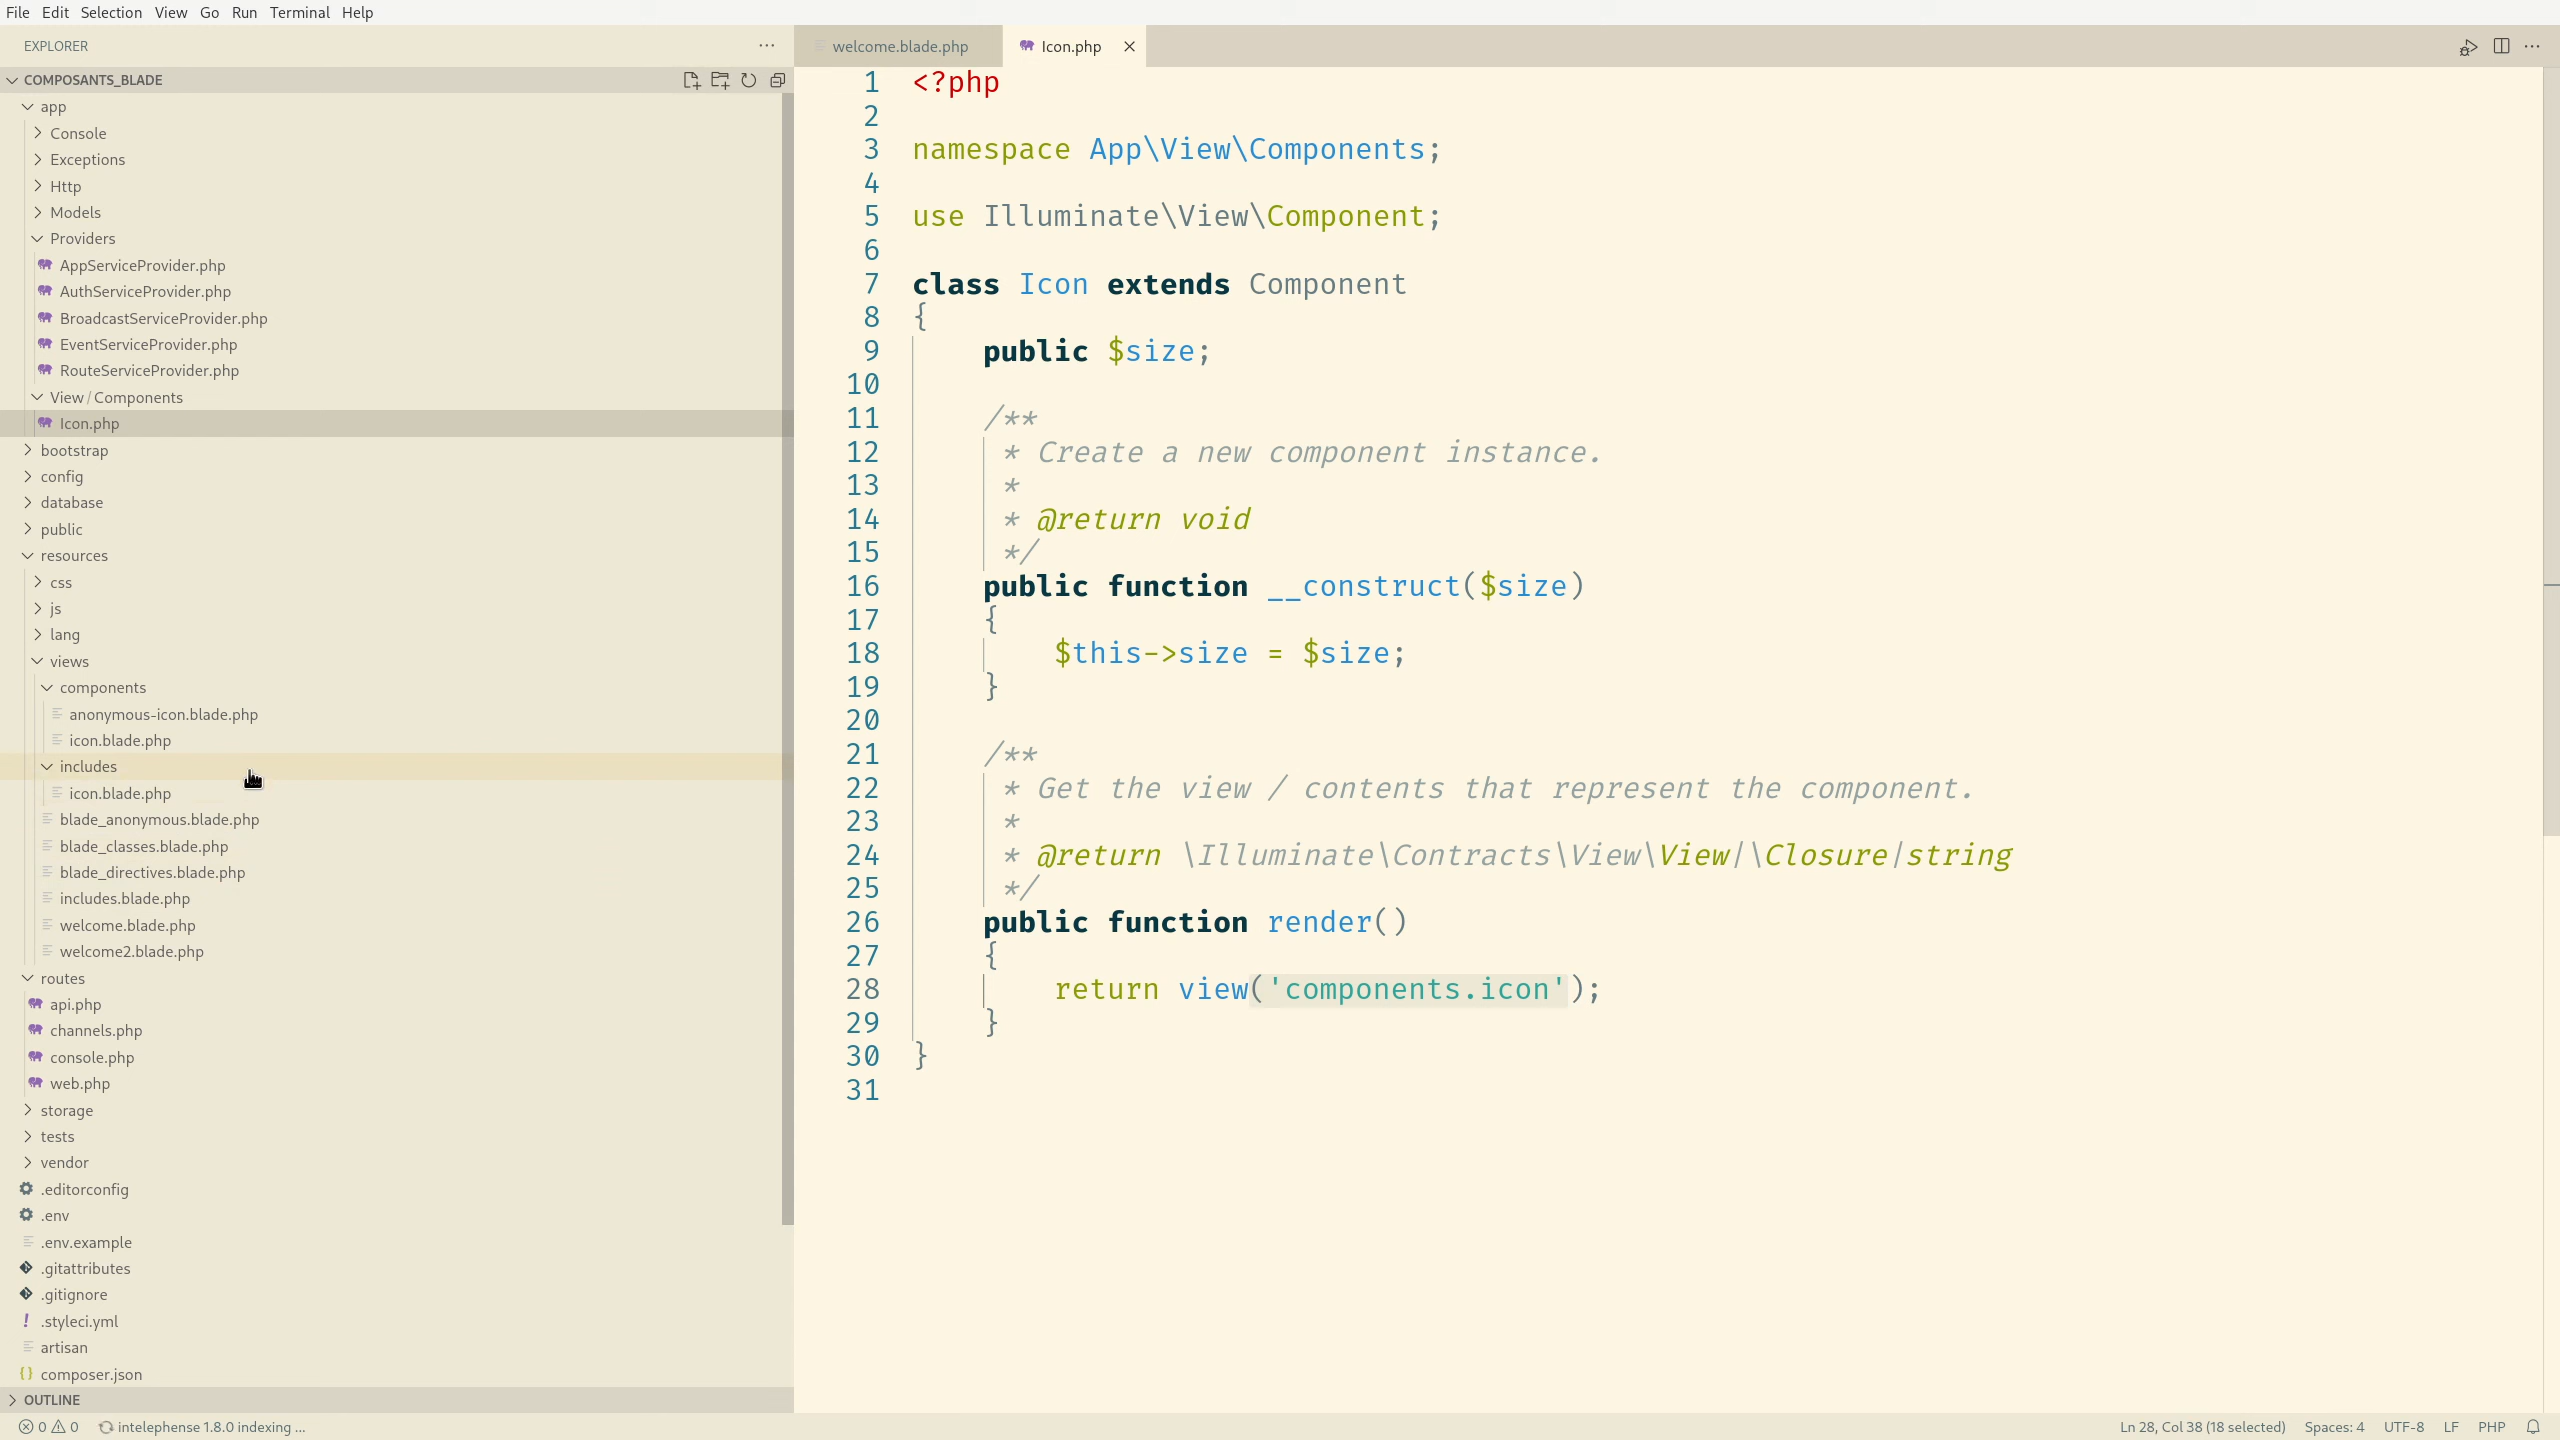 File Edit Selection View Go Run Terminal Help
EXPLORER
COMPOSANTS_BLADE
app
Console
Exceptions
Http
Models
Providers
AppServiceProvider.php
AuthServiceProvider.php
BroadcastServiceProvider.php
EventServiceProvider.php
RouteServiceProvider.php
View / Components
Icon.php
bootstrap
config
database
public
resources
css
js
lang
views
components
anonymous-icon.blade.php
icon.blade.php
includes
icon.blade.php
blade_anonymous.blade.php
blade_classes.blade.php
blade_directives.blade.php
includes.blade.php
welcome.blade.php
welcome2.blade.php
routes
api.php
channels.php
console.php
web.php
storage
tests
vendor
.editorconfig
.env
.env.example
.gitattributes
.gitignore
! .styleci.yml
artisan
{} composer.json
OUTLINE
welcome.blade.php Icon.php
1 <?php
2
3 namespace App\View\Components;
4
5 use Illuminate\View\Component;
6
7 class Icon extends Component
8 {
9     public $size;
10
11     /**
12      * Create a new component instance.
13      *
14      * @return void
15      */
16     public function __construct($size)
17     {
18         $this->size = $size;
19     }
20
21     /**
22      * Get the view / contents that represent the component.
23      *
24      * @return \Illuminate\Contracts\View\View|\Closure|string
25      */
26     public function render()
27     {
28         return view('components.icon');
29     }
30 }
31
0 0 intelephense 1.8.0 indexing ... Ln 28, Col 38 (18 selected) Spaces: 4 UTF-8 LF PHP